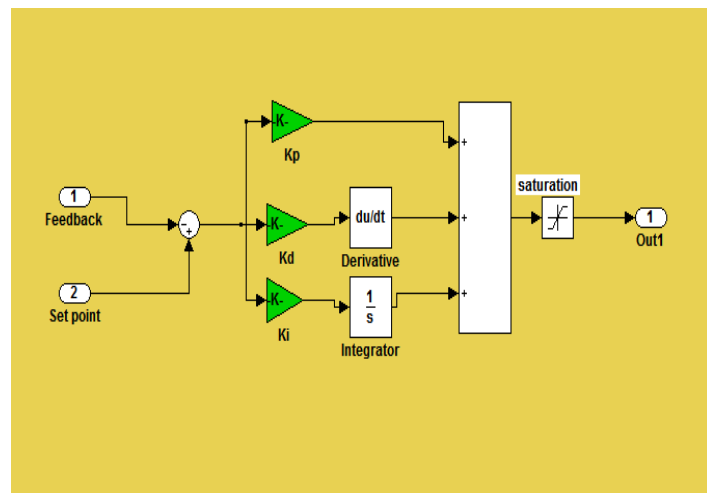 -K-
Kp
+
saturation
1
Feedback
-
+
-K-
Kd
du/dt
Derivative
+
1
Out1
2
Set point
-K-
Ki
1
s
Integrator
+